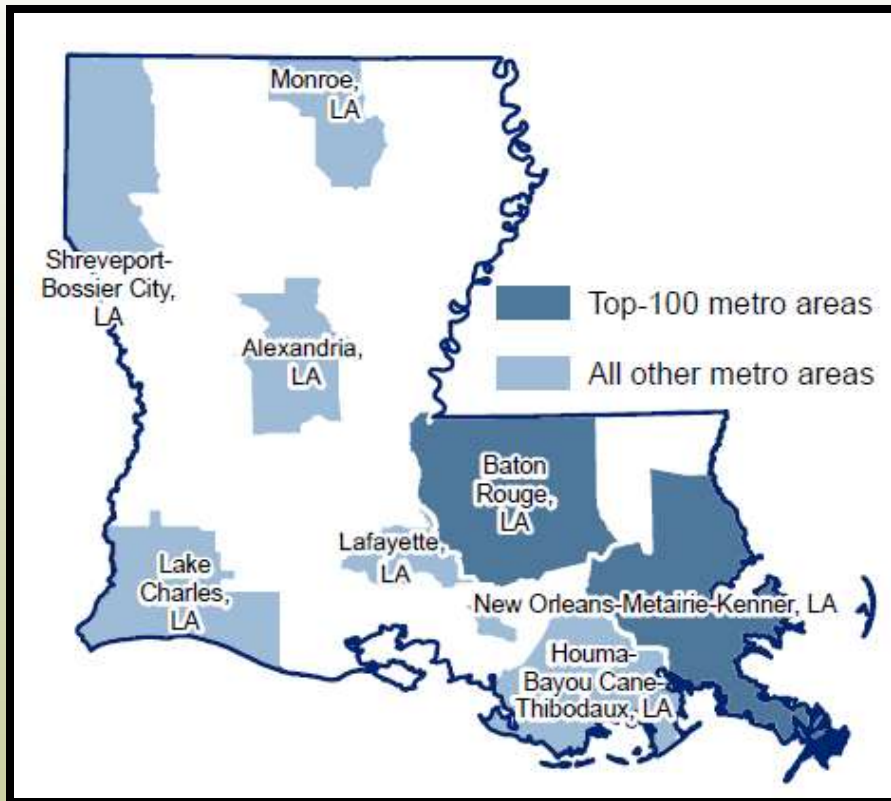 Monroe,
LA
Shreveport-
Bossier City,
LA
Top-100 metro areas
Alexandria,
LA
All other metro areas
Baton
Rouge,
LA
Lafayette,
LA
Lake
Charles,
LA
New Orleans-Metairie-Kenner, LA
Houma-
Bayou Cane-
Thibodaux, LA